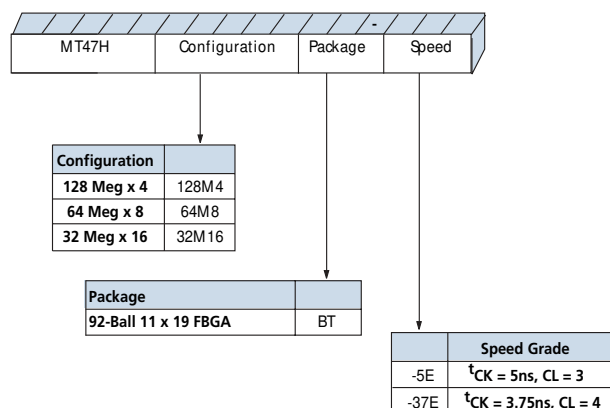 -
MT47H Configuration Package Speed
Configuration
128 Meg x 4 128M4
64 Meg x 8 64M8
32 Meg x 16 32M16
Package
92-Ball 11 x 19 FBGA BT
Speed Grade
-5E tCK = 5ns, CL = 3
-37E tCK = 3.75ns, CL = 4